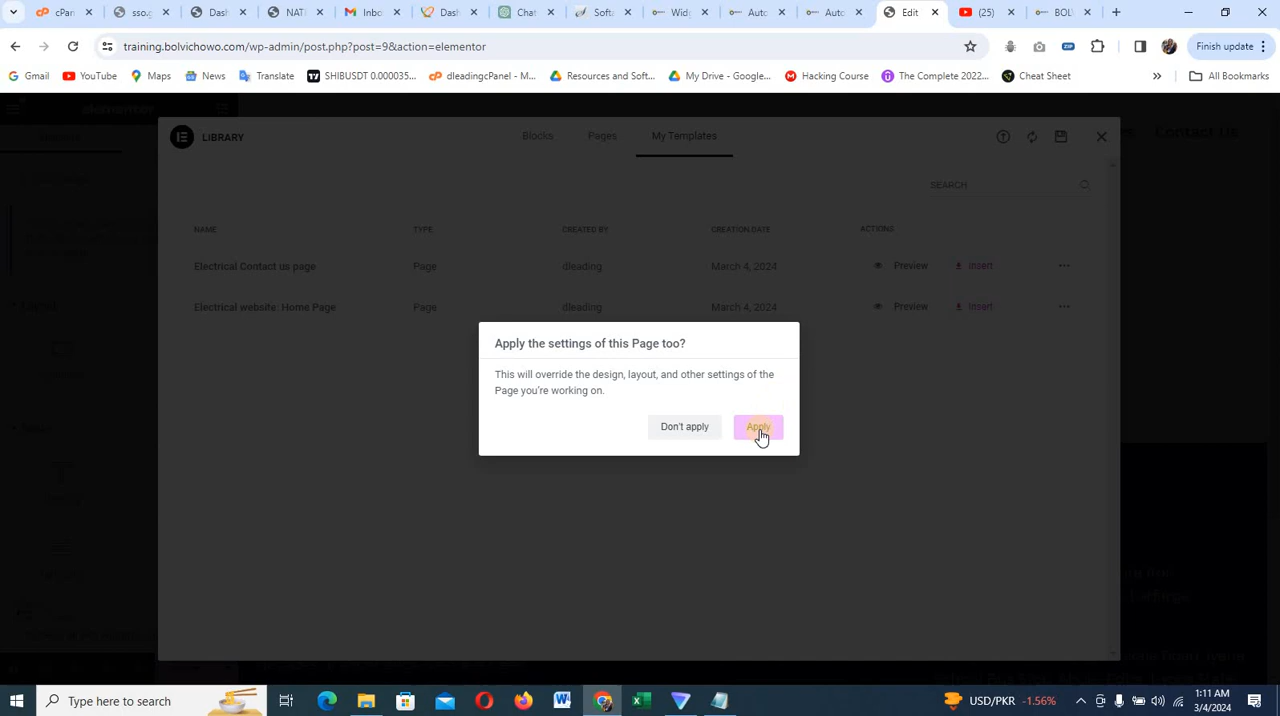 cPan
sso.g
Dash
NATI
Inbo
Dash
Chat
Softa
Widg
Auto
Auto
Edit
(25)
BOLV
training.bolvichowo.com/wp-admin/post.php?post=9&action=elementor
Finish update
Gmail
YouTube
Maps
News
Translate
SHIBUSDT 0.000035...
dleadingcPanel - M...
Resources and Soft...
My Drive - Google...
Hacking Course
The Complete 2022...
Cheat Sheet
All Bookmarks
elementor
Contact Us
LIBRARY
Blocks
Pages
My Templates
SEARCH
NAME
TYPE
CREATED BY
CREATION DATE
ACTIONS
Electrical Contact us page
Page
dleading
March 4, 2024
Preview
Insert
Electrical website: Home Page
Page
dleading
March 4, 2024
Preview
Insert
Apply the settings of this Page too?
This will override the design, layout, and other settings of the
Page you're working on.
Don't apply
Apply
Type here to search
USD/PKR -1.56%
1:11 AM
3/4/2024